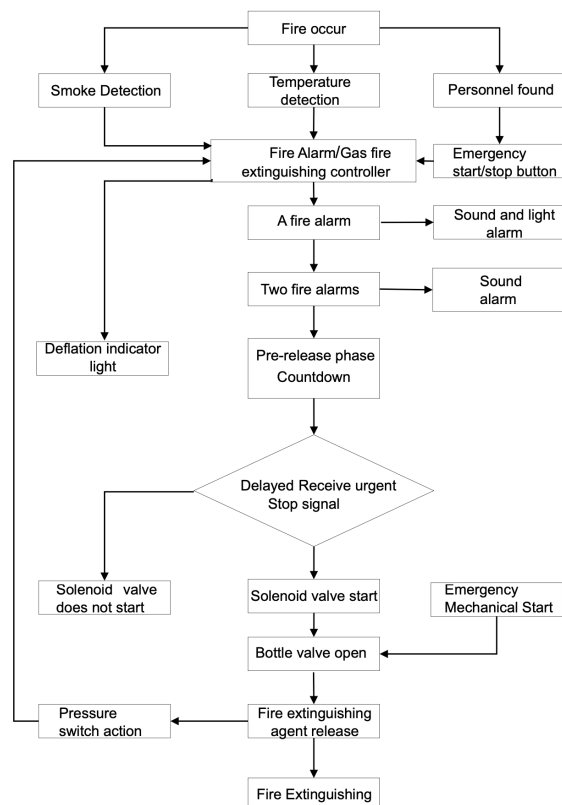 Fire occur
Smoke Detection
Temperature
detection
Personnel found
Fire Alarm/Gas fire
extinguishing controller
Emergency
start/stop button
A fire alarm
Sound and light
alarm
Two fire alarms
Sound
alarm
Deflation indicator
light
Pre-release phase
Countdown
Delayed Receive urgent
Stop signal
Solenoid valve
does not start
Solenoid valve start
Emergency
Mechanical Start
Bottle valve open
Pressure
switch action
Fire extinguishing
agent release
Fire Extinguishing